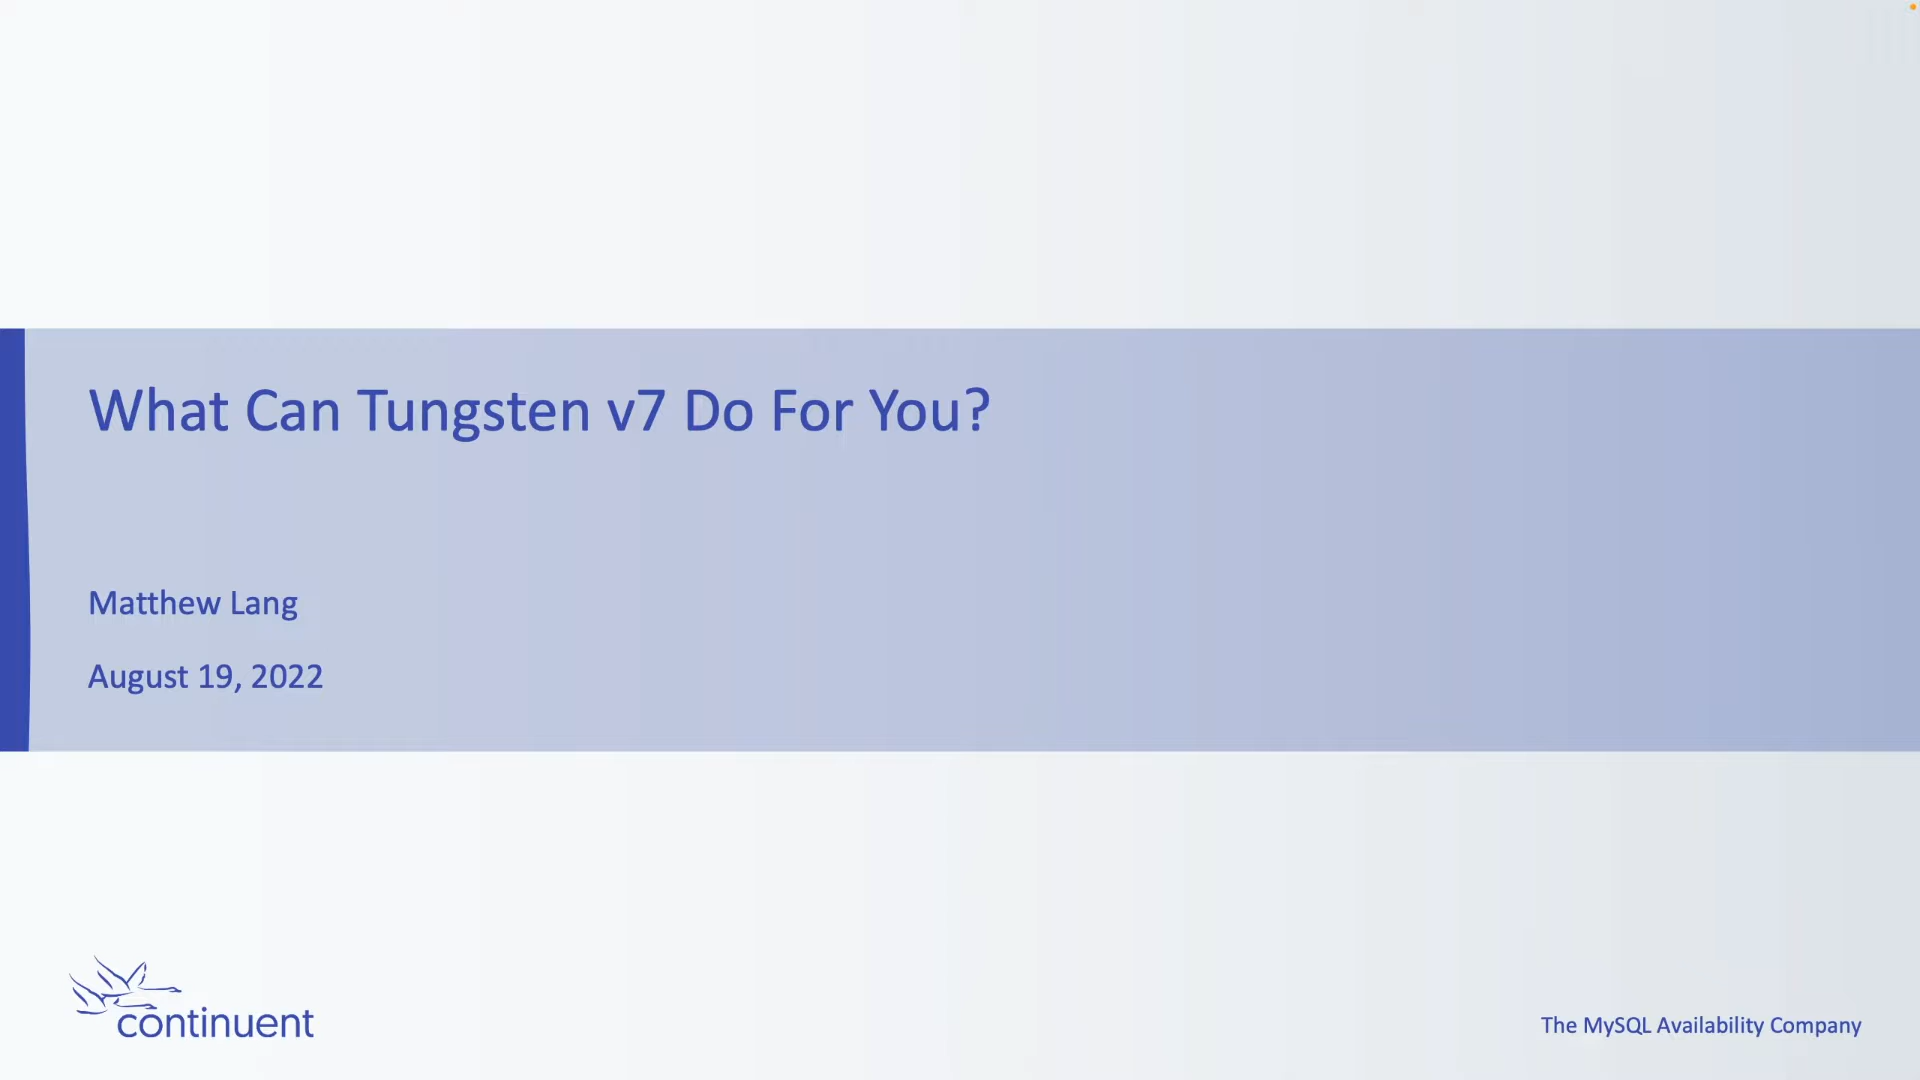 What Can Tungsten v7 Do For You?
Matthew Lang
August 19, 2022
continuent
The MySQL Availability Company